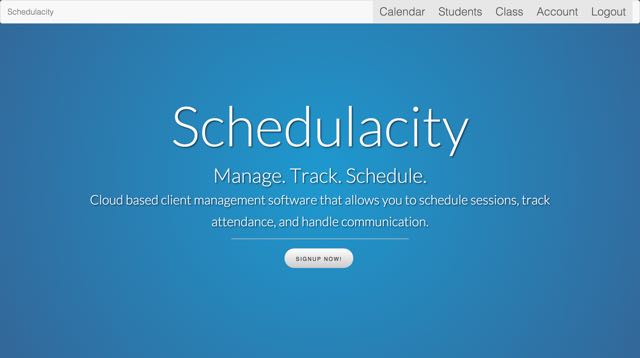 Schedulacity Calendar Students Class Account Logout
Schedulacity
Manage. Track. Schedule.
Cloud based client management software that allows you to schedule sessions, track
attendance, and handle communication.
SIGNUP NOW!